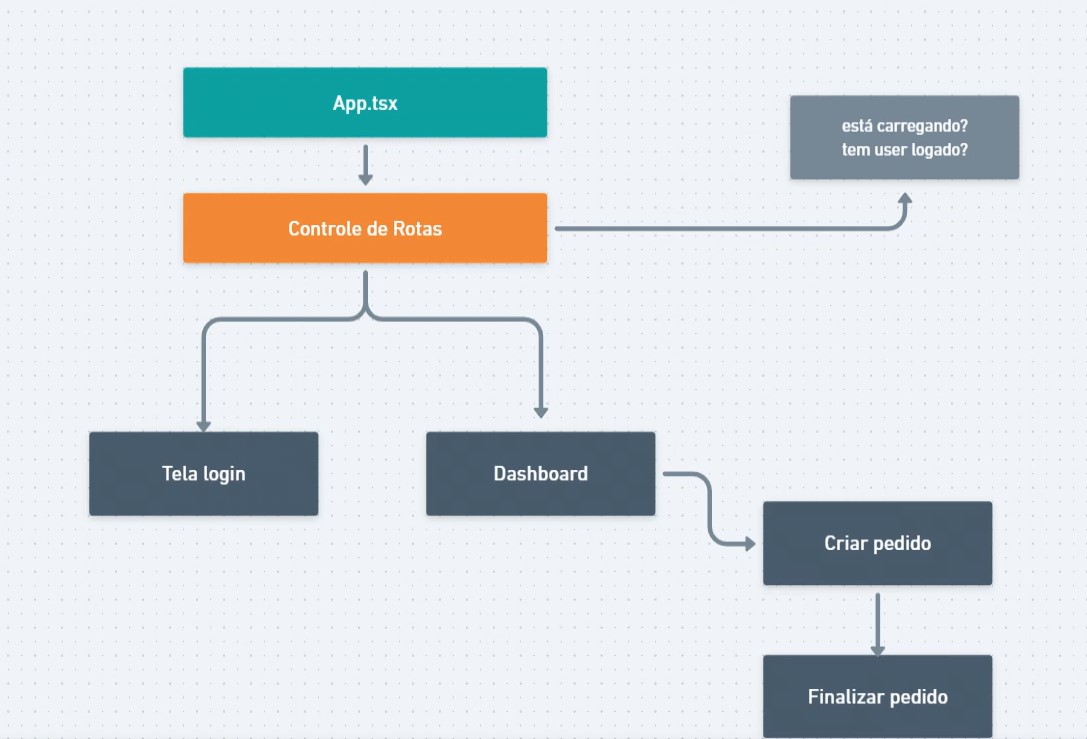 App.tsx
está carregando?
tem user logado?
Controle de Rotas
Tela login
Dashboard
Criar pedido
Finalizar pedido